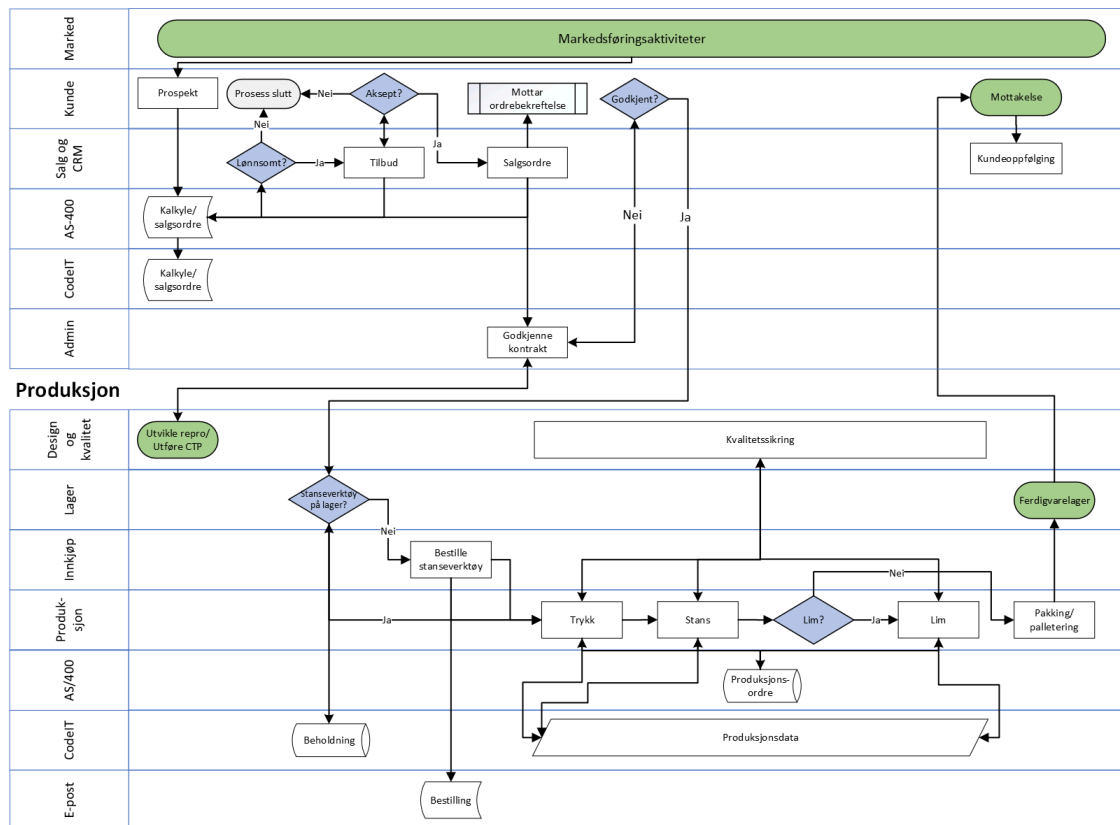 Marked
Markedsføringsaktiviteter
Kunde
Prospekt
Prosess slutt
Nei
Aksept?
Mottar
ordrebekreftelse
Godkjent?
Mottakelse
Nei
Ja
Salg og
CRM
Lønnsomt?
Ja
Tilbud
Salgsordre
Kundeoppfølging
AS-400
Kalkyle/
salgsordre
Nei
Ja
CodeIT
Kalkyle/
salgsordre
Admin
Godkjenne
kontrakt
Produksjon
Design
og
kvalitet
Utvikle repro/
Utføre CTP
Kvalitetssikring
Lager
Stanseverktøy
på lager?
Ferdigvarelager
Nei
Innkjøp
Bestille
stanseverktøy
Nei
Produk-
sjon
Ja
Trykk
Stans
Lim?
Ja
Lim
Pakking/
palletering
AS/400
Produksjons-
ordre
CodeIT
Beholdning
Produksjonsdata
E-post
Bestilling